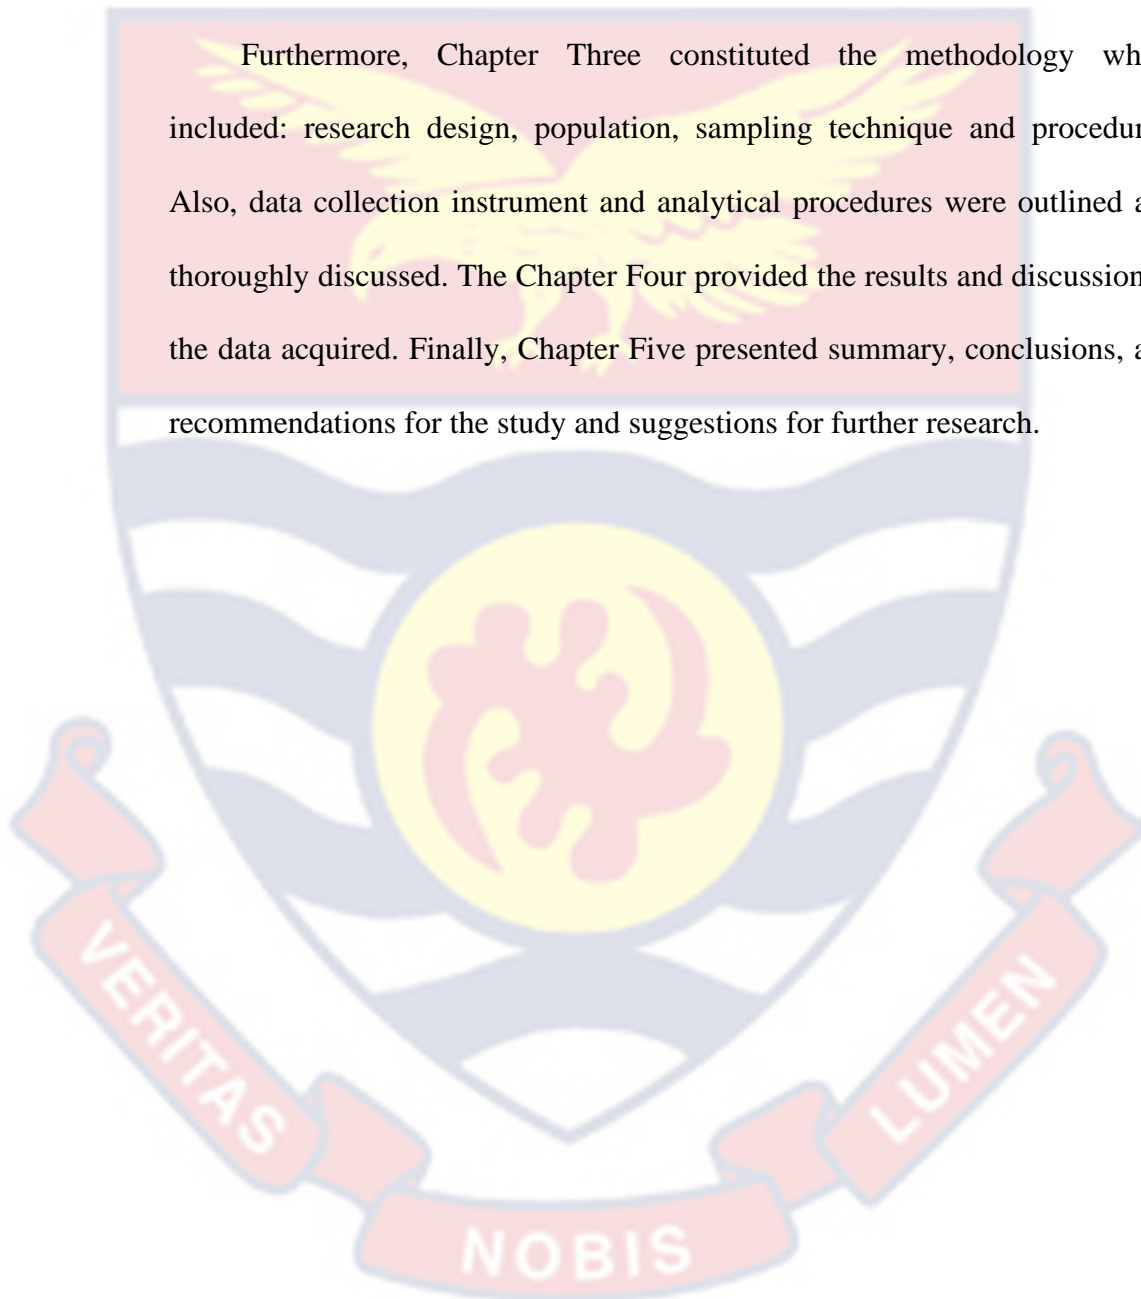 Furthermore, Chapter Three constituted the methodology
included: research design, population, sampling technique and
Also, data collection instrument and analytical procedures were outlined
thoroughly discussed. The Chapter Four provided the results and discussion
the data acquired. Finally, Chapter Five presented summary, conclusions,
recommendations for the study and suggestions for further research.
VERITAS
NOBIS
LUMEN